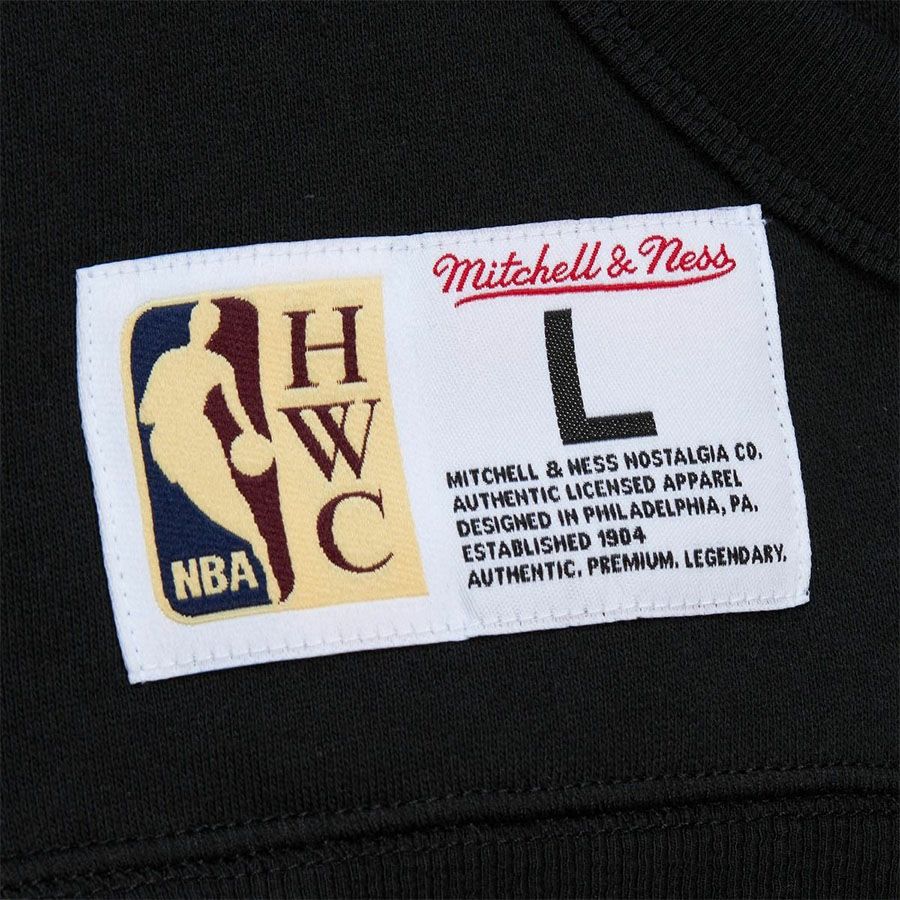 H
W
C
NBA
Mitchell & Ness
L
MITCHELL & NESS NOSTALGIA CO.
AUTHENTIC LICENSED APPAREL
DESIGNED IN PHILADELPHIA, PA.
ESTABLISHED 1904
AUTHENTIC. PREMIUM. LEGENDARY.